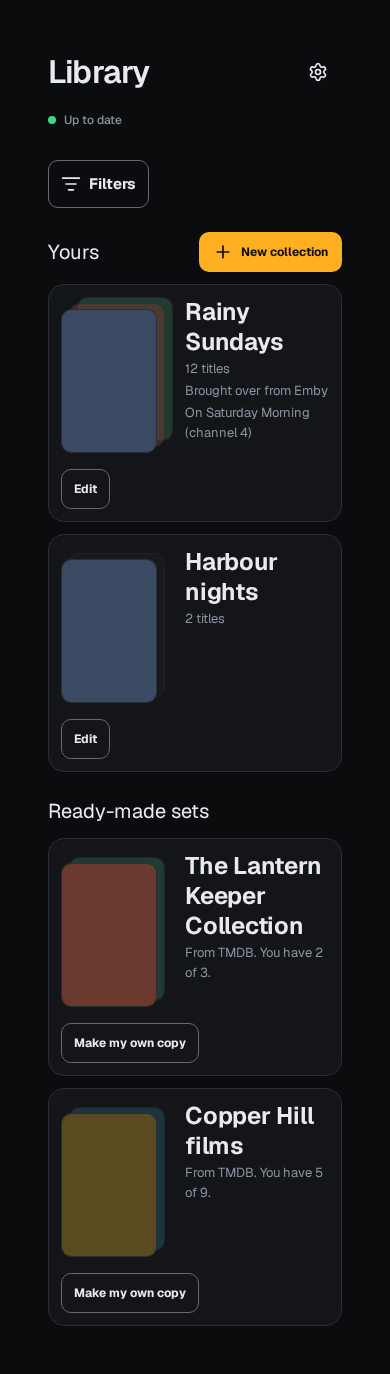 Library
Up to date
Filters
Yours
New collection
Rainy
Sundays
12 titles
Brought over from Emby
On Saturday Morning
(channel 4)
Edit
Harbour
nights
2 titles
Edit
Ready-made sets
The Lantern
Keeper
Collection
From TMDB. You have 2
of 3.
Make my own copy
Copper Hill
films
From TMDB. You have 5
of 9.
Make my own copy